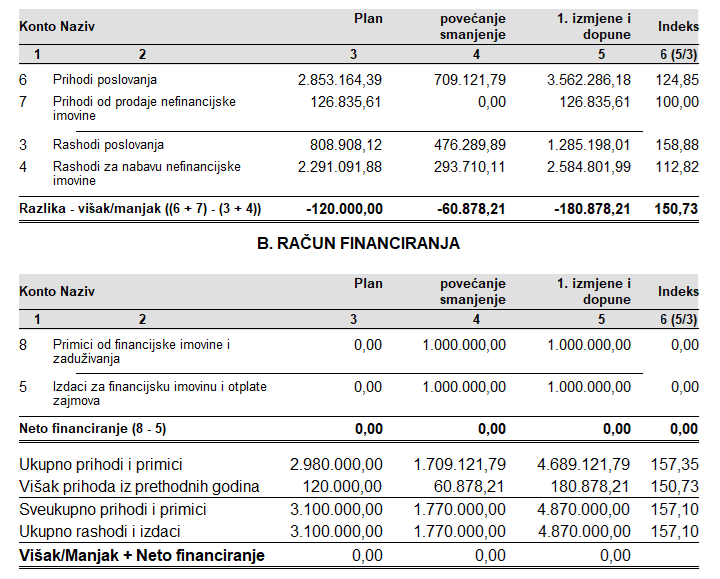 Konto Naziv Plan povećanje smanjenje 1. izmjene i dopune Indeks
1 2 3 4 5 6 (5/3)
6 Prihodi poslovanja 2.853.164,39 709.121,79 3.562.286,18 124,85
7 Prihodi od prodaje nefinancijske imovine 126.835,61 0,00 126.835,61 100,00
3 Rashodi poslovanja 808.908,12 476.289,89 1.285.198,01 158,88
4 Rashodi za nabavu nefinancijske imovine 2.291.091,88 293.710,11 2.584.801,99 112,82
Razlika - višak/manjak ((6 + 7) - (3 + 4)) -120.000,00 -60.878,21 -180.878,21 150,73
B. RAČUN FINANCIRANJA
Konto Naziv Plan povećanje smanjenje 1. izmjene i dopune Indeks
1 2 3 4 5 6 (5/3)
8 Primici od financijske imovine i zaduživanja 0,00 1.000.000,00 1.000.000,00 0,00
5 Izdaci za financijsku imovinu i otplate zajmova 0,00 1.000.000,00 1.000.000,00 0,00
Neto financiranje (8 - 5) 0,00 0,00 0,00 0,00
Ukupno prihodi i primici 2.980.000,00 1.709.121,79 4.689.121,79 157,35
Višak prihoda iz prethodnih godina 120.000,00 60.878,21 180.878,21 150,73
Sveukupno prihodi i primici 3.100.000,00 1.770.000,00 4.870.000,00 157,10
Ukupno rashodi i izdaci 3.100.000,00 1.770.000,00 4.870.000,00 157,10
Višak/Manjak + Neto financiranje 0,00 0,00 0,00